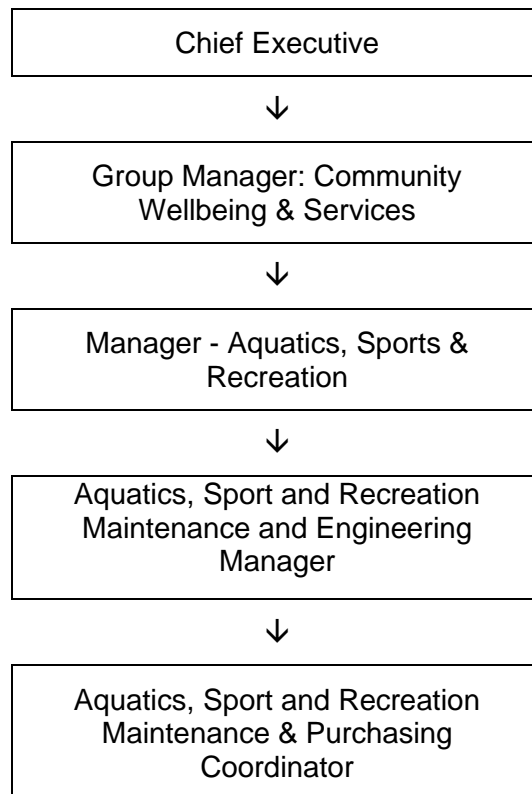 Chief Executive
↓
Group Manager: Community
Wellbeing & Services
↓
Manager - Aquatics, Sports &
Recreation
↓
Aquatics, Sport and Recreation
Maintenance and Engineering
Manager
↓
Aquatics, Sport and Recreation
Maintenance & Purchasing
Coordinator